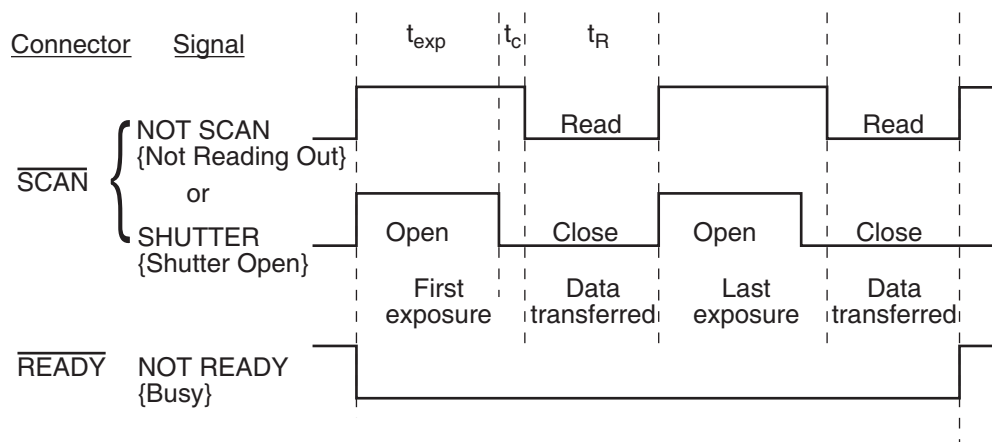 t_exp t_c t_R
Connector Signal
NOT SCAN
{Not Reading Out}
Read Read
SCAN
or
SHUTTER
{Shutter Open}
Open Close Open Close
First
exposure
Data
transferred
Last
exposure
Data
transferred
READY NOT READY
{Busy}